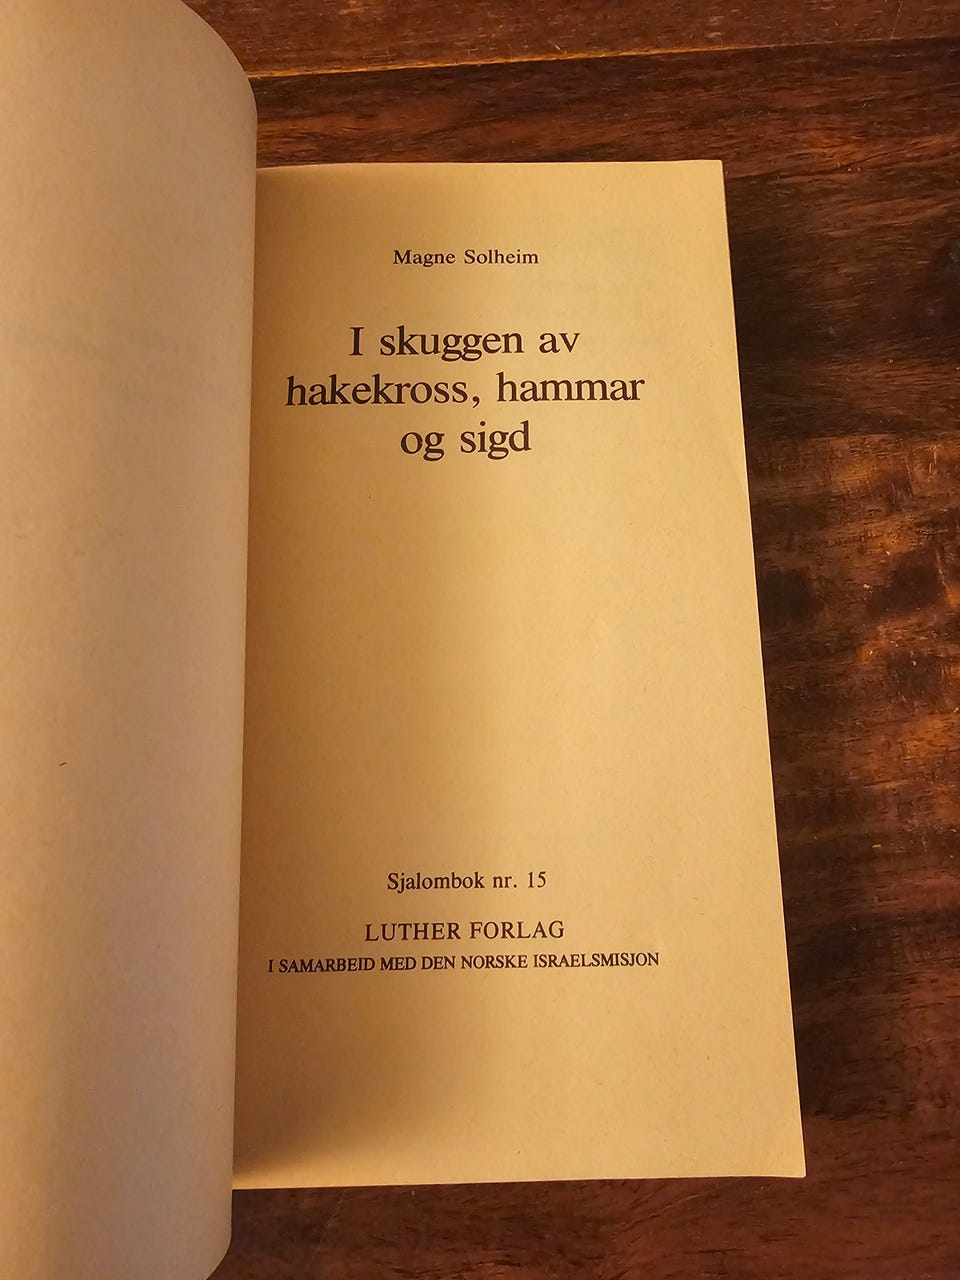 Magne Solheim
I skuggen av
hakekross, hammar
og sigd
Sjalombok nr. 15
LUTHER FORLAG
I SAMARBEID MED DEN NORSKE ISRAELSMISJON